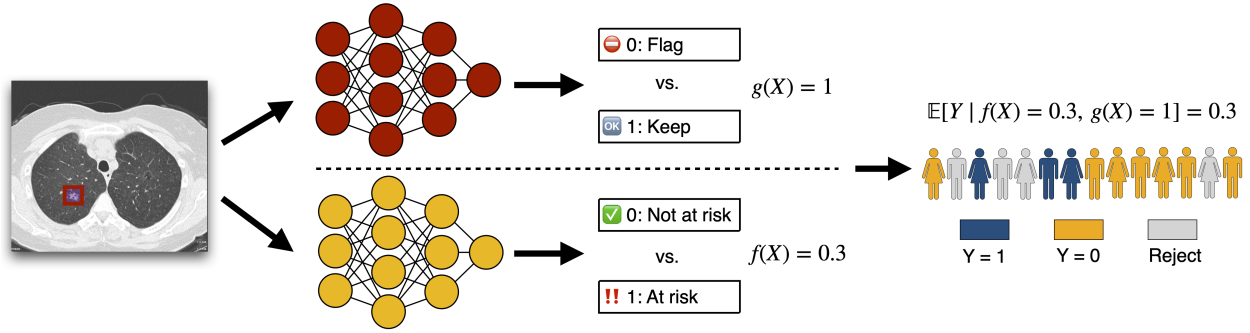 ⛔ 0: Flag
vs.
g(X) = 1
🆗 1: Keep
𝔼[Y | f(X) = 0.3, g(X) = 1] = 0.3
✅ 0: Not at risk
vs.
f(X) = 0.3
‼️ 1: At risk
Y = 1
Y = 0
Reject